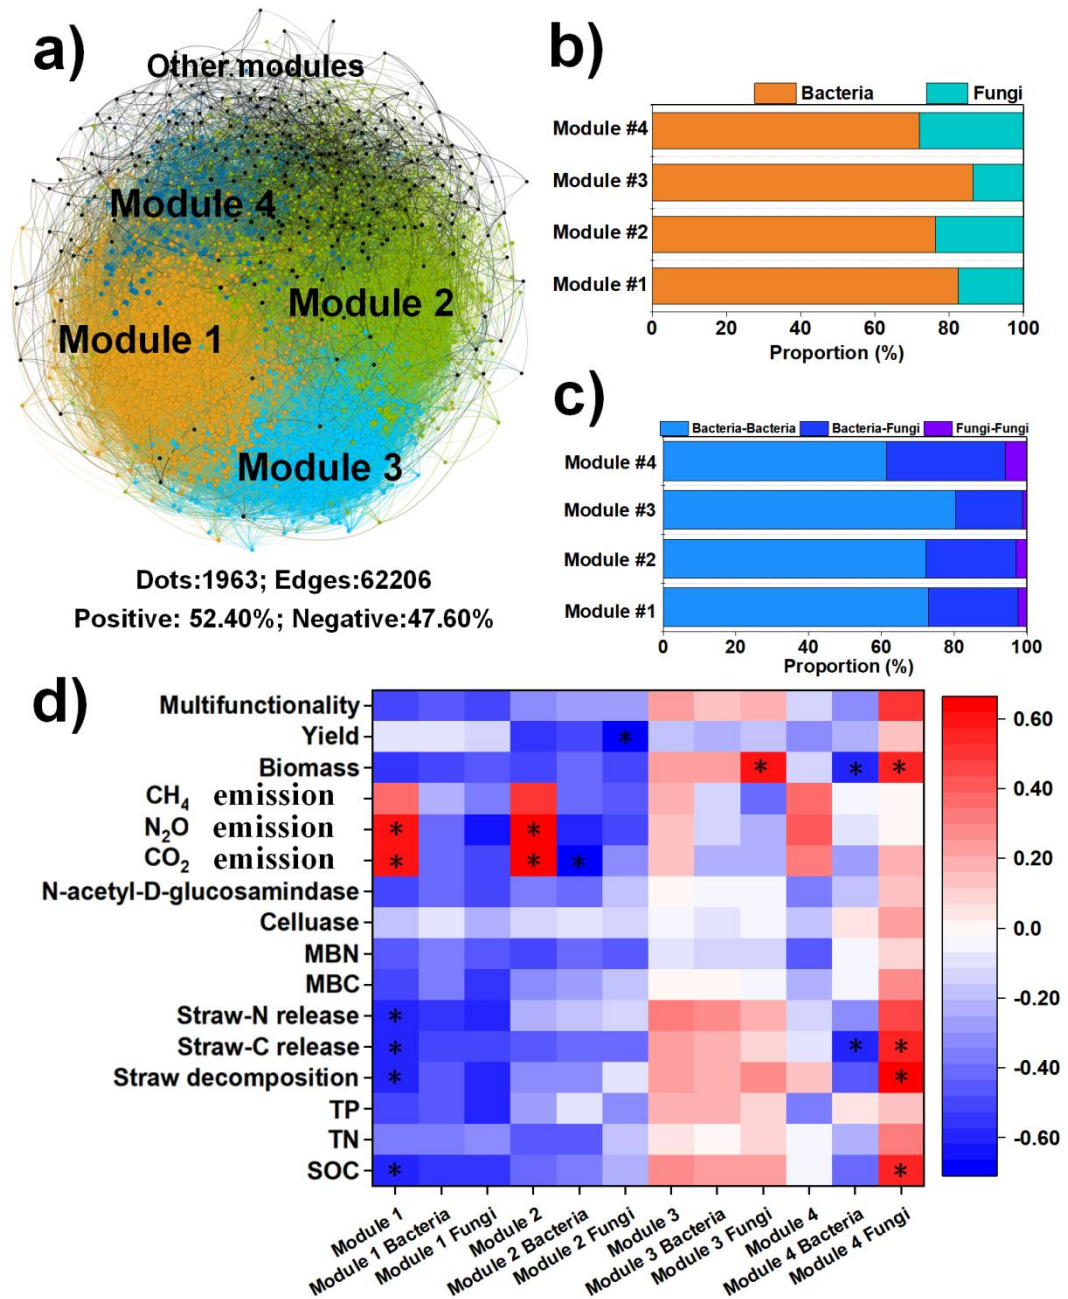 a)
Other modules
Module 4
Module 2
Module 1
Module 3
Dots:1963; Edges:62206
Positive: 52.40%; Negative:47.60%
b)
Bacteria Fungi
Module #4
Module #3
Module #2
Module #1
0 20 40 60 80 100
Proportion (%)
c)
Bacteria-Bacteria Bacteria-Fungi Fungi-Fungi
Module #4
Module #3
Module #2
Module #1
0 20 40 60 80 100
Proportion (%)
d)
Multifunctionality
Yield *
Biomass * * *
CH₄ emission
N₂O emission * *
CO₂ emission * * *
N-acetyl-D-glucosamindase
Celluase
MBN
MBC
Straw-N release *
Straw-C release * * *
Straw decomposition * *
TP
TN
SOC * *
Module 1
Module 1 Bacteria
Module 1 Fungi
Module 2
Module 2 Bacteria
Module 2 Fungi
Module 3
Module 3 Bacteria
Module 3 Fungi
Module 4
Module 4 Bacteria
Module 4 Fungi
0.60
0.40
0.20
0.0
-0.20
-0.40
-0.60